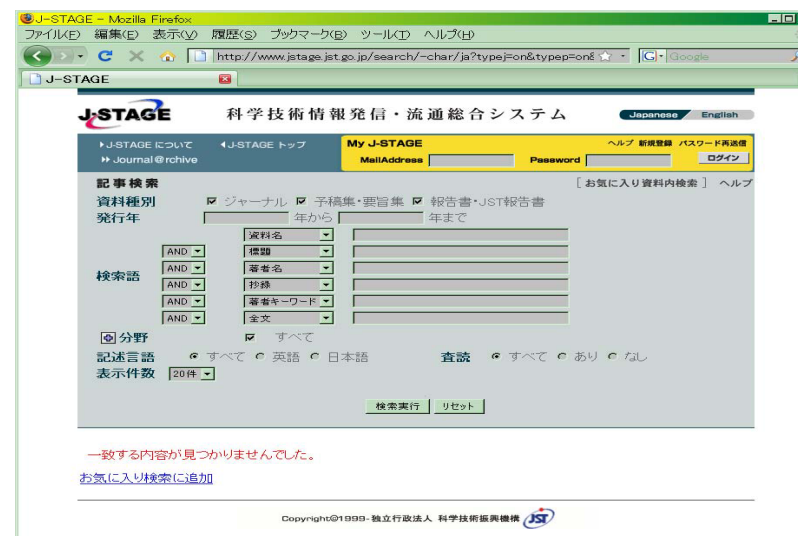 J-STAGE - Mozilla Firefox
ファイル(F) 編集(E) 表示(V) 履歴(S) ブックマーク(B) ツール(T) ヘルプ(H)
http://www.jstage.jst.go.jp/search/-char/ja?typej=on&typep=on& Google
J-STAGE
J-STAGE 科学技術情報発信・流通総合システム Japanese English
J-STAGE について J-STAGE トップ My J-STAGE ヘルプ 新規登録 パスワード再送信
Journal@rchive MailAddress Password ログイン
記事検索 [お気に入り資料内検索] ヘルプ
資料種別 ジャーナル 予稿集・要旨集 報告書・JST報告書
発行年 年から 年まで
資料名
AND 標題
AND 著者名
検索語
AND 抄録
AND 著者キーワード
AND 全文
分野 すべて
記述言語 すべて 英語 日本語 査読 すべて あり なし
表示件数 20件
検索実行 リセット
一致する内容が見つかりませんでした。
お気に入り検索に追加
Copyright©1999- 独立行政法人 科学技術振興機構 JST